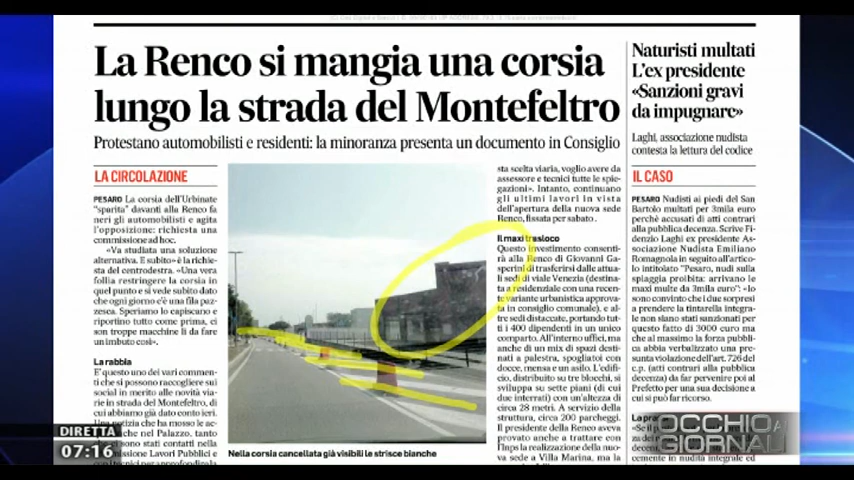 La Renco si mangia una corsia
lungo la strada del Montefeltro
Protestano automobilisti e residenti: la minoranza presenta un documento in Consiglio
LA CIRCOLAZIONE
PESARO La corsia dell'Urbinate
"sparita" davanti alla Renco fa
neri gli automobilisti e agita
l'opposizione: richiesta una
commissione ad hoc.
«Va studiata una soluzione
alternativa. E subito» è la richie-
sta del centrodestra. «Una vera
follia restringere la corsia in
quel punto e si vede subito dato
che ogni giorno c'è una fila paz-
zesca. Speriamo lo capiscano e
riportino tutto come prima, ci
son troppe macchine lì da fare
un imbuto così».
La rabbia
E' questo uno dei vari commen-
ti che si possono raccogliere sui
social in merito alle novità via-
rie in strada del Montefeltro, di
cui abbiamo già dato conto ieri.
Una notizia che ha mosso le ac-
que nel Palazzo, tanto
sono stati contatti nella
Commissione Lavori Pubblici e
Nella corsia cancellata già visibili le strisce bianche
sta scelta viaria, voglio avere da
assessore e tecnici tutte le spie-
gazioni». Intanto, continuano
gli ultimi lavori in vista
dell'apertura della nuova sede
Renco, fissata per sabato.
Il maxi trasloco
Questo investimento consenti-
rà alla Renco di Giovanni Ga-
sperini di trasferirsi dalle attua-
li sedi di viale Venezia (destina-
ta a residenziale con una recen-
te variante urbanistica approva-
ta in consiglio comunale), e al-
tre sedi distaccate, portando tut-
ti i 400 dipendenti in un unico
comparto. All'interno uffici, ma
anche di un mix di spazi desti-
nati a palestra, spogliatoi con
docce, mensa e un asilo. L'edifi-
cio, distribuito su tre blocchi, si
sviluppa su sette piani (di cui
due interrati) con un'altezza di
circa 28 metri. A servizio della
struttura, circa 200 parcheggi.
Il presidente della Renco aveva
provato anche a trattare con
l'Inps la realizzazione della nuo-
va sede a Villa Marina, ma la
Naturisti multati
L'ex presidente
«Sanzioni gravi
da impugnare»
Laghi, associazione nudista
contesta la lettura del codice
IL CASO
PESARO Nudisti ai piedi del San
Bartolo multati per 3mila euro
perchè accusati di atti contrari
alla pubblica decenza. Scrive Fi-
denzio Laghi ex presidente As-
sociazione Nudista Emiliano
Romagnola in seguito all'artico-
lo intitolato "Pesaro, nudi sulla
spiaggia proibita: arrivano le
maxi multe da 3mila euro": «Io
sono convinto che i due sorpresi
a prendere la tintarella integra-
le non siano stati sanzionati per
questo fatto di 3000 euro ma
che al massimo la forza pubbli-
ca abbia verbalizzato una pre-
sunta violazione dell'art. 726 del
c.p. (atti contrari alla pubblica
decenza) da far pervenire poi al
Prefetto per una sua decisione a
cui si può far ricorso.
DIRETTA
07:16
OCCHIO AI
GIORNALI